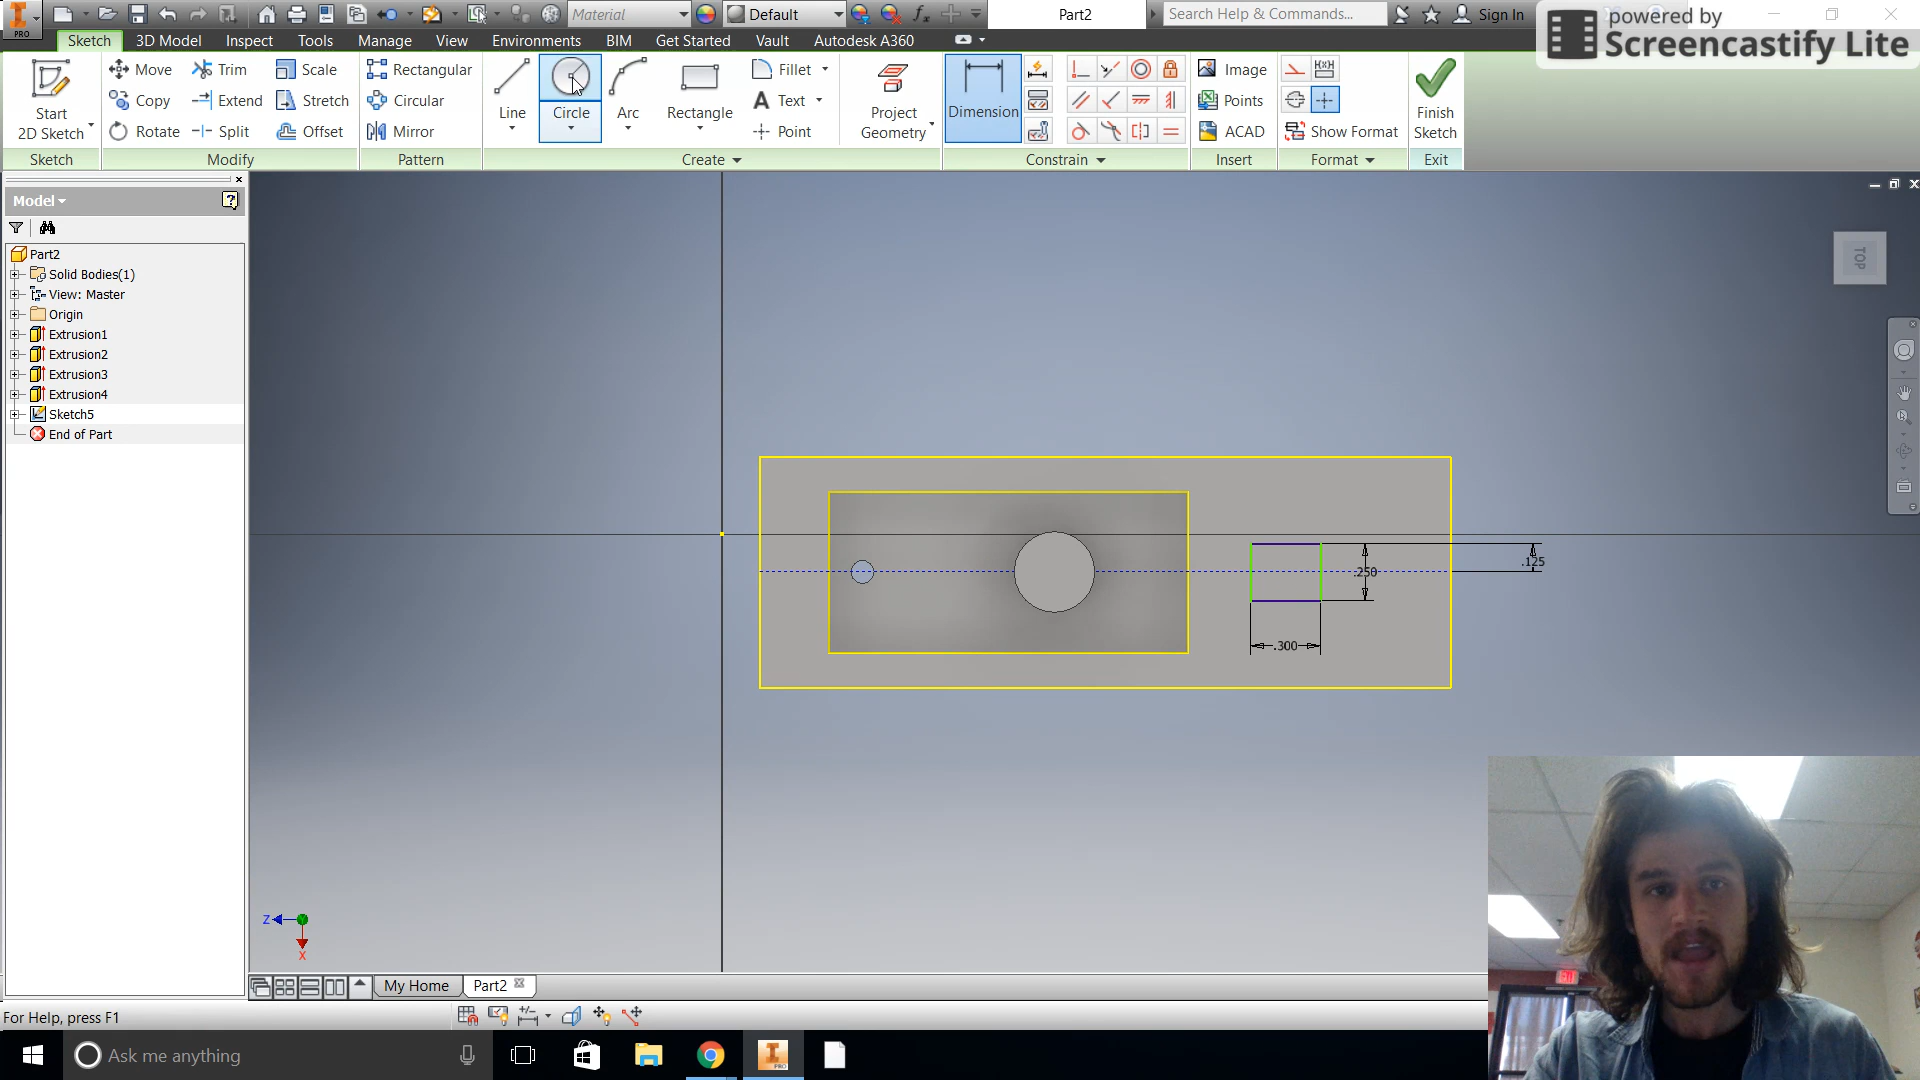 PRO
Material
Default
Part2
Search Help & Commands...
Sign In
powered by
Screencastify Lite
Sketch
3D Model
Inspect
Tools
Manage
View
Environments
BIM
Get Started
Vault
Autodesk A360
Start
2D Sketch
Move
Copy
Rotate
Trim
Extend
Split
Scale
Stretch
Offset
Rectangular
Circular
Mirror
Line
Circle
Arc
Rectangle
Fillet
Text
Point
Project
Geometry
Dimension
Image
Points
ACAD
Show Format
Finish
Sketch
Sketch
Modify
Pattern
Create
Constrain
Insert
Format
Exit
Model
Part2
Solid Bodies(1)
View: Master
Origin
Extrusion1
Extrusion2
Extrusion3
Extrusion4
Sketch5
End of Part
TOP
.125
.250
.300
Z
X
My Home
Part2
For Help, press F1
Ask me anything
PRO